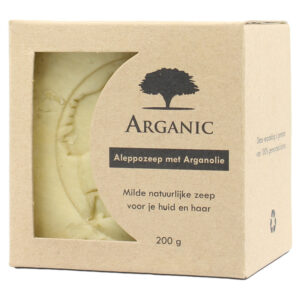 ARGANIC
Aleppozeep met Arganolie
Milde natuurlijke zeep
voor je huid en haar
200 g